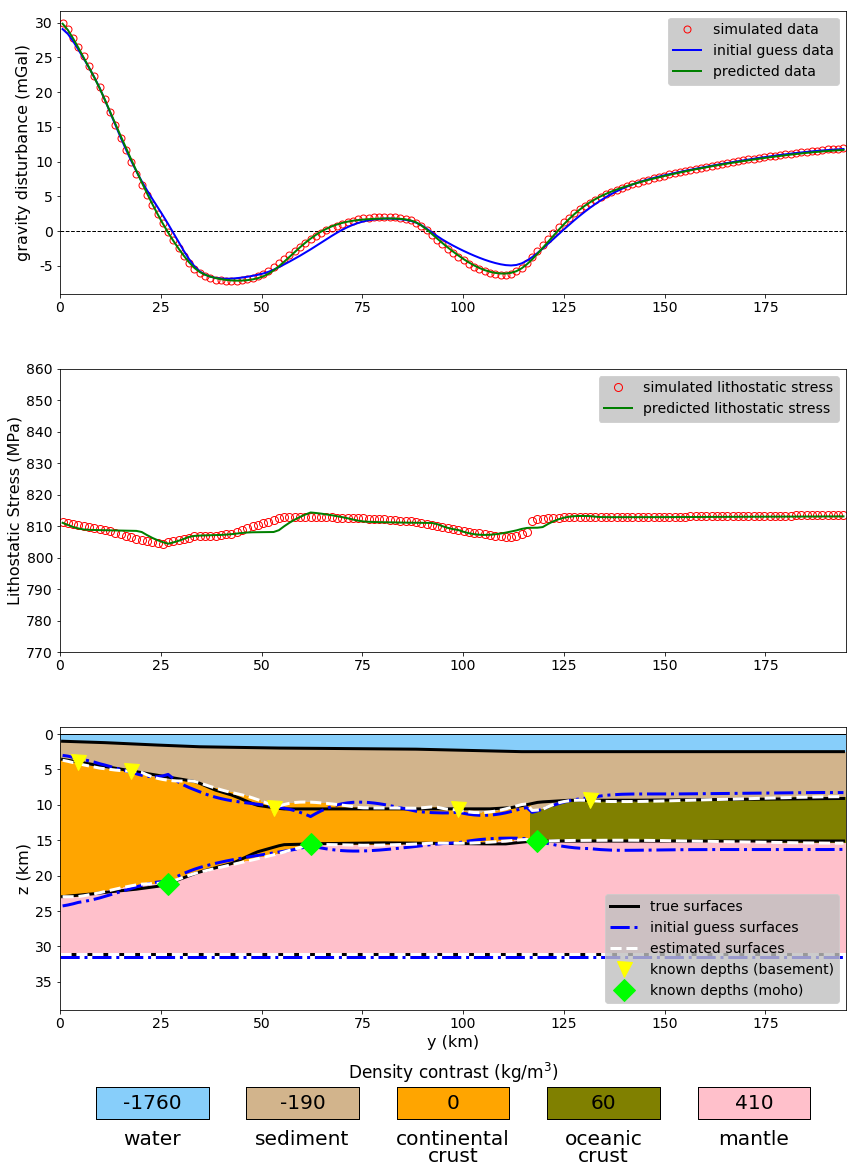 gravity disturbance (mGal)
30
25
20
15
10
5
0
-5
simulated data
initial guess data
predicted data
0 25 50 75 100 125 150 175
Lithostatic Stress (MPa)
860
850
840
830
820
810
800
790
780
770
simulated lithostatic stress
predicted lithostatic stress
0 25 50 75 100 125 150 175
z (km)
0
5
10
15
20
25
30
35
true surfaces
initial guess surfaces
estimated surfaces
known depths (basement)
known depths (moho)
0 25 50 75 100 125 150 175
y (km)
Density contrast (kg/m³)
-1760 -190 0 60 410
water sediment continental oceanic mantle
crust crust